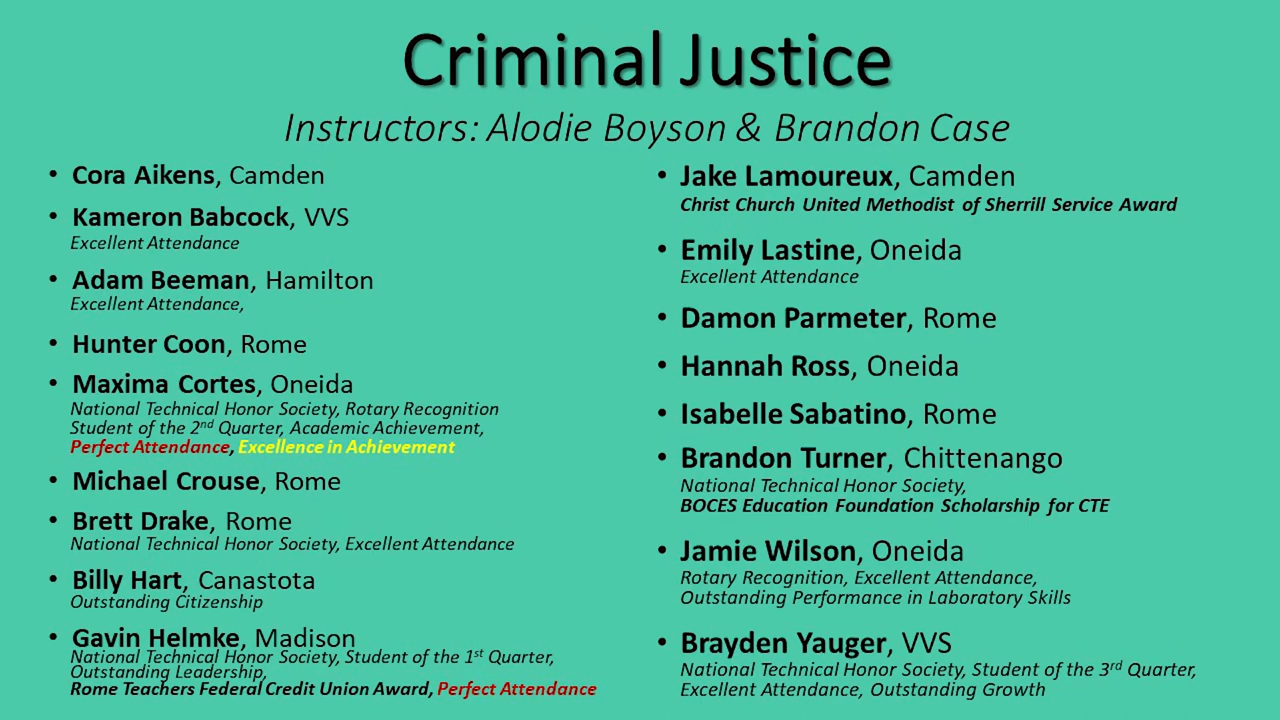 Criminal Justice
Instructors: Alodie Boyson & Brandon Case
• Cora Aikens, Camden
• Kameron Babcock, VVS
Excellent Attendance
• Adam Beeman, Hamilton
Excellent Attendance,
• Hunter Coon, Rome
• Maxima Cortes, Oneida
National Technical Honor Society, Rotary Recognition
Student of the 2nd Quarter, Academic Achievement,
Perfect Attendance, Excellence in Achievement
• Michael Crouse, Rome
• Brett Drake, Rome
National Technical Honor Society, Excellent Attendance
• Billy Hart, Canastota
Outstanding Citizenship
• Gavin Helmke, Madison
National Technical Honor Society, Student of the 1st Quarter,
Outstanding Leadership,
Rome Teachers Federal Credit Union Award, Perfect Attendance
• Jake Lamoureux, Camden
Christ Church United Methodist of Sherrill Service Award
• Emily Lastine, Oneida
Excellent Attendance
• Damon Parmeter, Rome
• Hannah Ross, Oneida
• Isabelle Sabatino, Rome
• Brandon Turner, Chittenango
National Technical Honor Society,
BOCES Education Foundation Scholarship for CTE
• Jamie Wilson, Oneida
Rotary Recognition, Excellent Attendance,
Outstanding Performance in Laboratory Skills
• Brayden Yauger, VVS
National Technical Honor Society, Student of the 3rd Quarter,
Excellent Attendance, Outstanding Growth